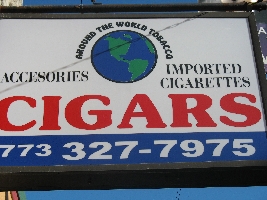 AROUND THE WORLD TOBACCO
ACCESORIES
IMPORTED
CIGARETTES
CIGARS
773 327-7975